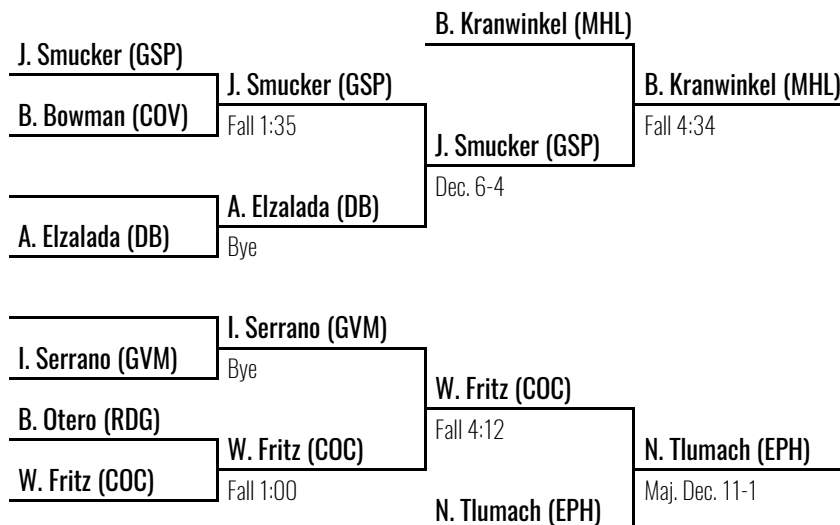 B. Kranwinkel (MHL)
J. Smucker (GSP)
J. Smucker (GSP)
B. Kranwinkel (MHL)
B. Bowman (COV)
Fall 1:35
Fall 4:34
J. Smucker (GSP)
Dec. 6-4
A. Elzalada (DB)
A. Elzalada (DB)
Bye
I. Serrano (GVM)
I. Serrano (GVM)
Bye
W. Fritz (COC)
B. Otero (RDG)
Fall 4:12
W. Fritz (COC)
N. Tlumach (EPH)
W. Fritz (COC)
Fall 1:00
Maj. Dec. 11-1
N. Tlumach (EPH)